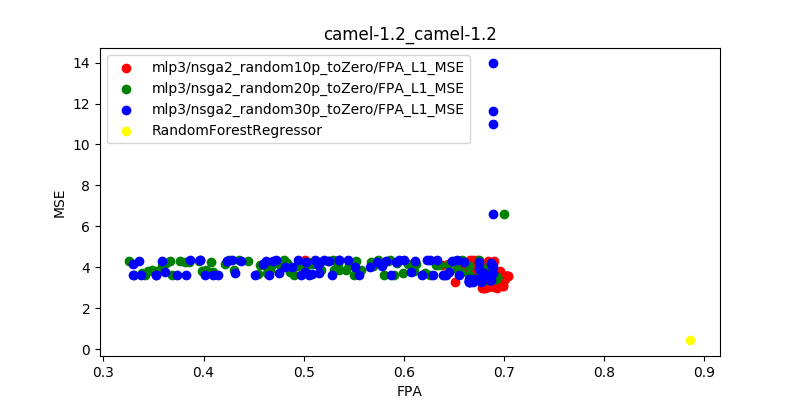 camel-1.2_camel-1.2
mlp3/nsga2_random10p_toZero/FPA_L1_MSE
mlp3/nsga2_random20p_toZero/FPA_L1_MSE
mlp3/nsga2_random30p_toZero/FPA_L1_MSE
RandomForestRegressor
MSE
14
12
10
8
6
4
2
0
0.3 0.4 0.5 0.6 0.7 0.8 0.9
FPA